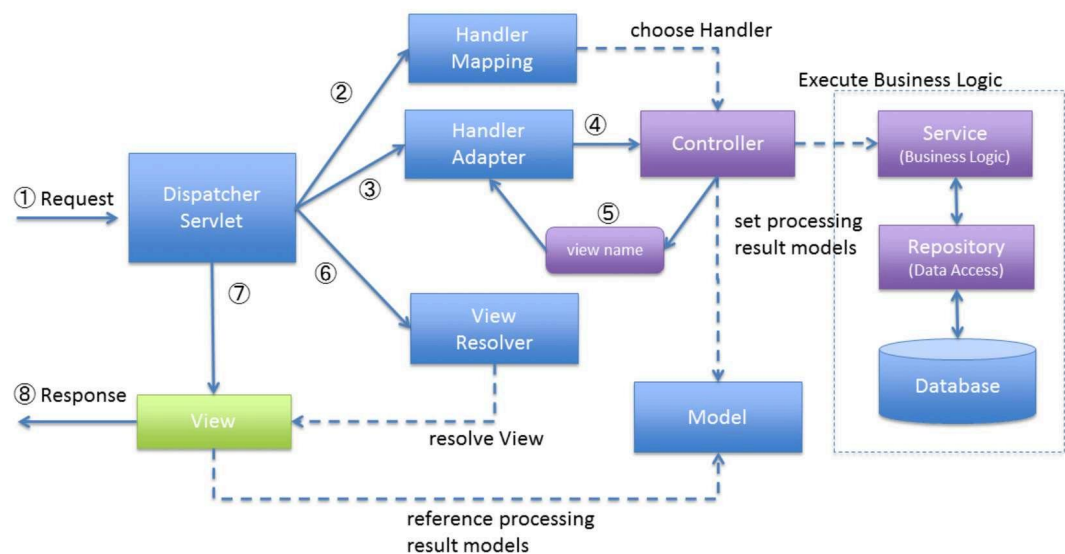 Handler
Mapping
choose Handler
②
Execute Business Logic
Handler
Adapter
④
Controller
Service
(Business Logic)
① Request
Dispatcher
Servlet
③
⑤
view name
set processing
result models
Repository
(Data Access)
⑥
⑦
View
Resolver
⑧ Response
View
resolve View
Model
Database
reference processing
result models